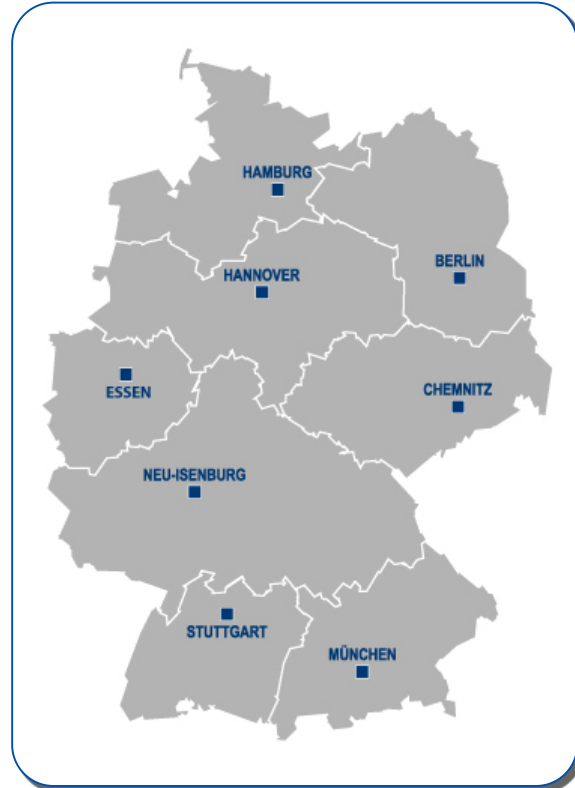 HAMBURG
BERLIN
HANNOVER
ESSEN
CHEMNITZ
NEU-ISENBURG
STUTTGART
MÜNCHEN